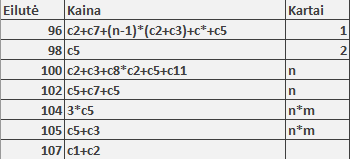 Eilutė Kaina Kartai
96 c2+c7+(n-1)*(c2+c3)+c*+c5 1
98 c5 2
100 c2+c3+c8*c2+c5+c11 n
102 c5+c7+c5 n
104 3*c5 n*m
105 c5+c3 n*m
107 c1+c2